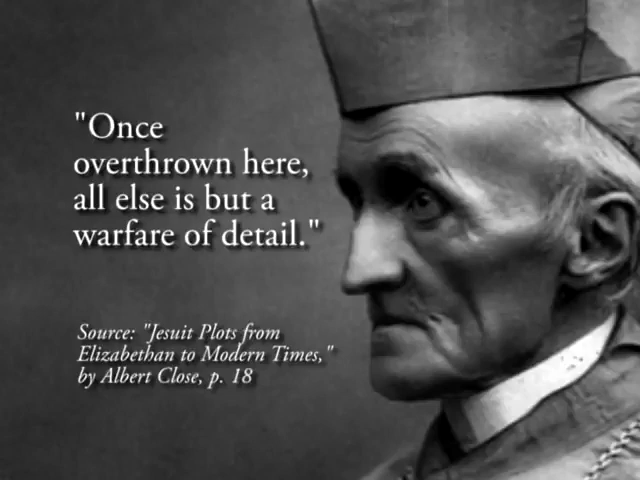 "Once
overthrown here,
all else is but a
warfare of detail."
Source: "Jesuit Plots from
Elizabethan to Modern Times,"
by Albert Close, p. 18